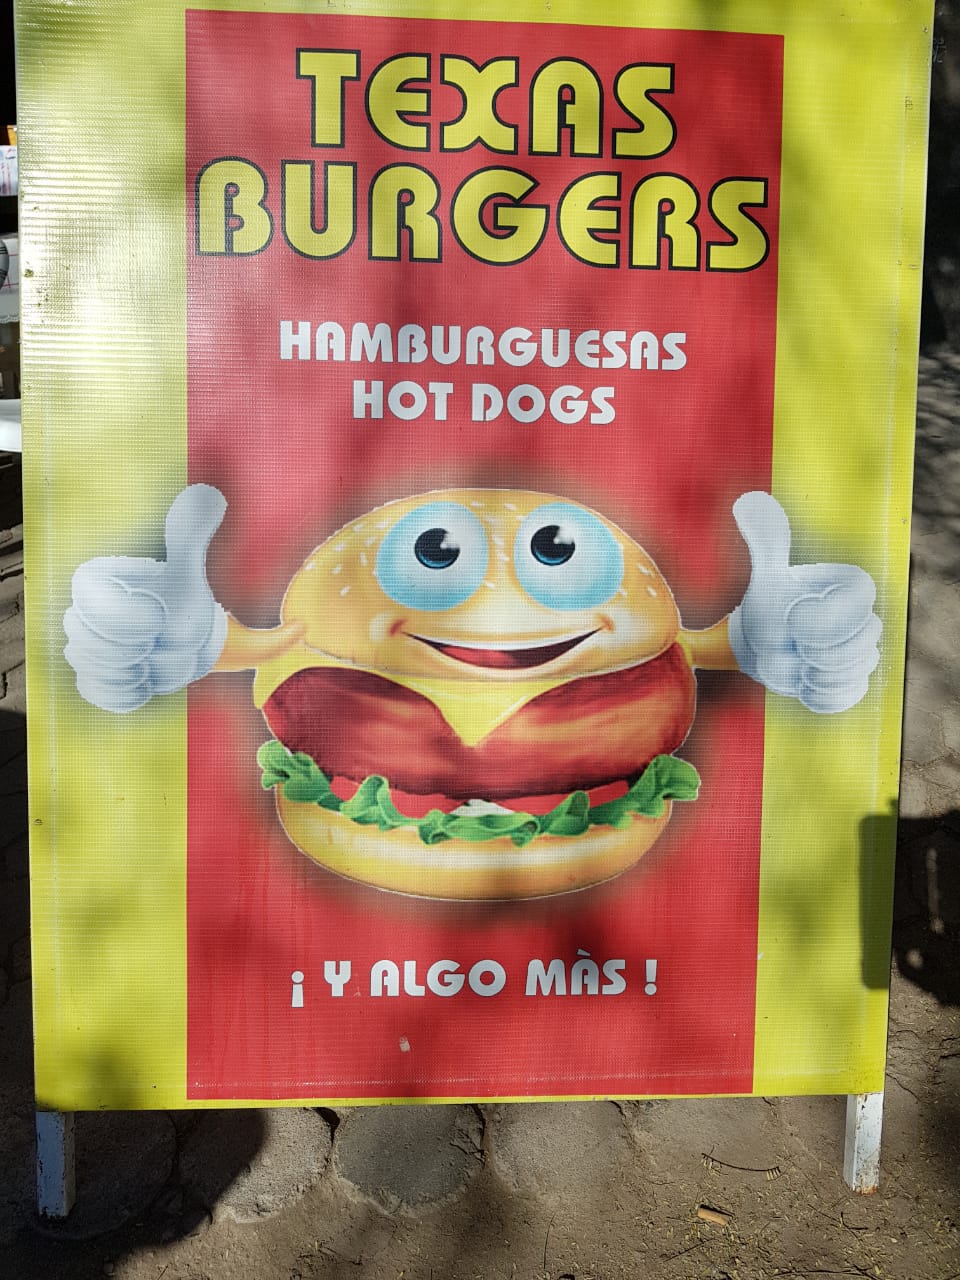 TEXAS
BURGERS
HAMBURGUESAS
HOT DOGS
¡ Y ALGO MÀS !